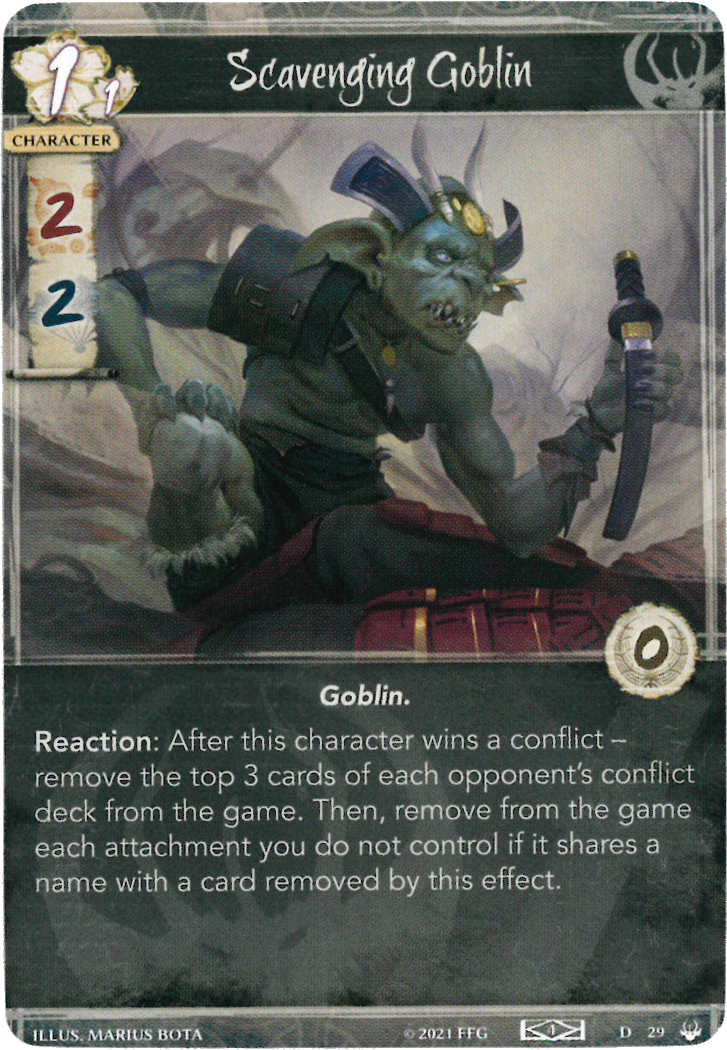 Scavenging Goblin
1
1
CHARACTER
2
2
0
Goblin.
Reaction: After this character wins a conflict –
remove the top 3 cards of each opponent's conflict
deck from the game. Then, remove from the game
each attachment you do not control if it shares a
name with a card removed by this effect.
ILLUS. MARIUS BOTA © 2021 FFG 4 D 29